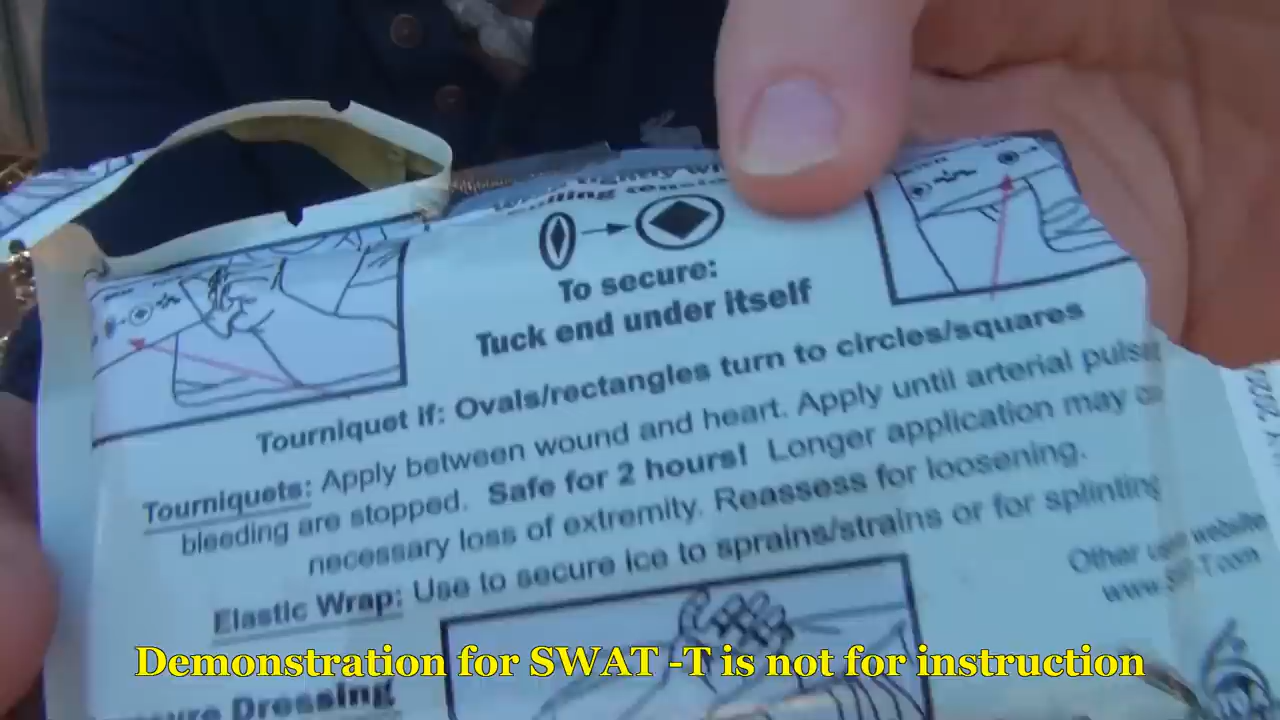 To secure:
Tuck end under itself
Tourniquet if: Ovals/rectangles turn to circles/squares
Tourniquets: Apply between wound and heart. Apply until arterial
bleeding are stopped. Safe for 2 hours! Longer application may
necessary loss of extremity. Reassess for loosening.
Elastic Wrap: Use to secure ice to sprains/strains or for splinting
Other website
Dressing
Demonstration for SWAT -T is not for instruction